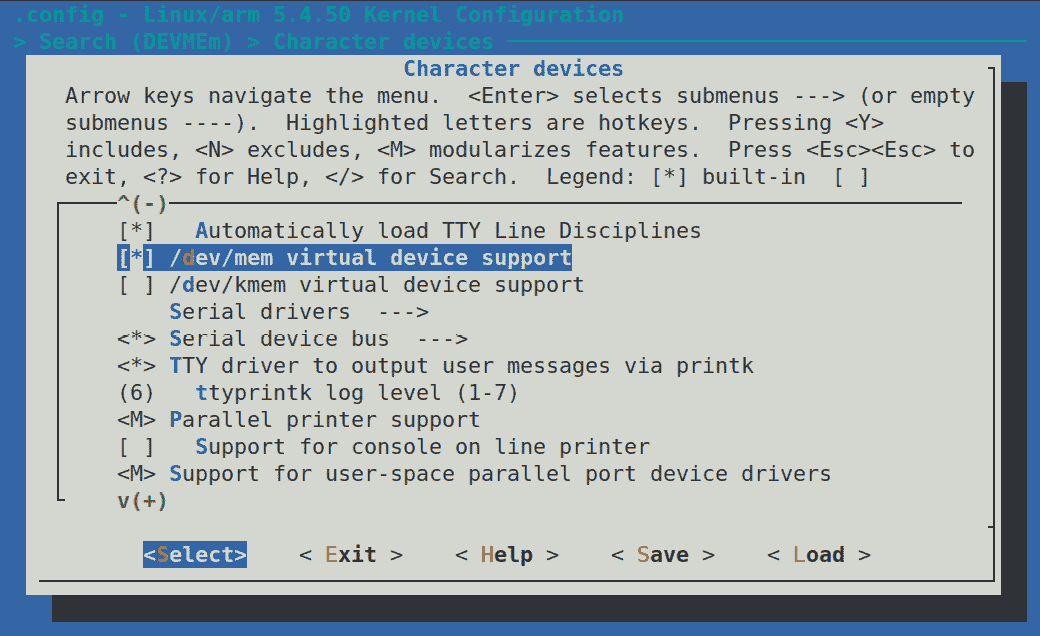 .config - Linux/arm 5.4.50 Kernel Configuration
> Search (DEVMEm) > Character devices
Character devices
Arrow keys navigate the menu.  <Enter> selects submenus ---> (or empty
submenus ----).  Highlighted letters are hotkeys.  Pressing <Y>
includes, <N> excludes, <M> modularizes features.  Press <Esc><Esc> to
exit, <?> for Help, </> for Search.  Legend: [*] built-in  [ ]
^(-)
[*]   Automatically load TTY Line Disciplines
[*] /dev/mem virtual device support
[ ] /dev/kmem virtual device support
Serial drivers  --->
<*> Serial device bus  --->
<*> TTY driver to output user messages via printk
(6)   ttyprintk log level (1-7)
<M> Parallel printer support
[ ]   Support for console on line printer
<M> Support for user-space parallel port device drivers
v(+)
<Select>    < Exit >    < Help >    < Save >    < Load >